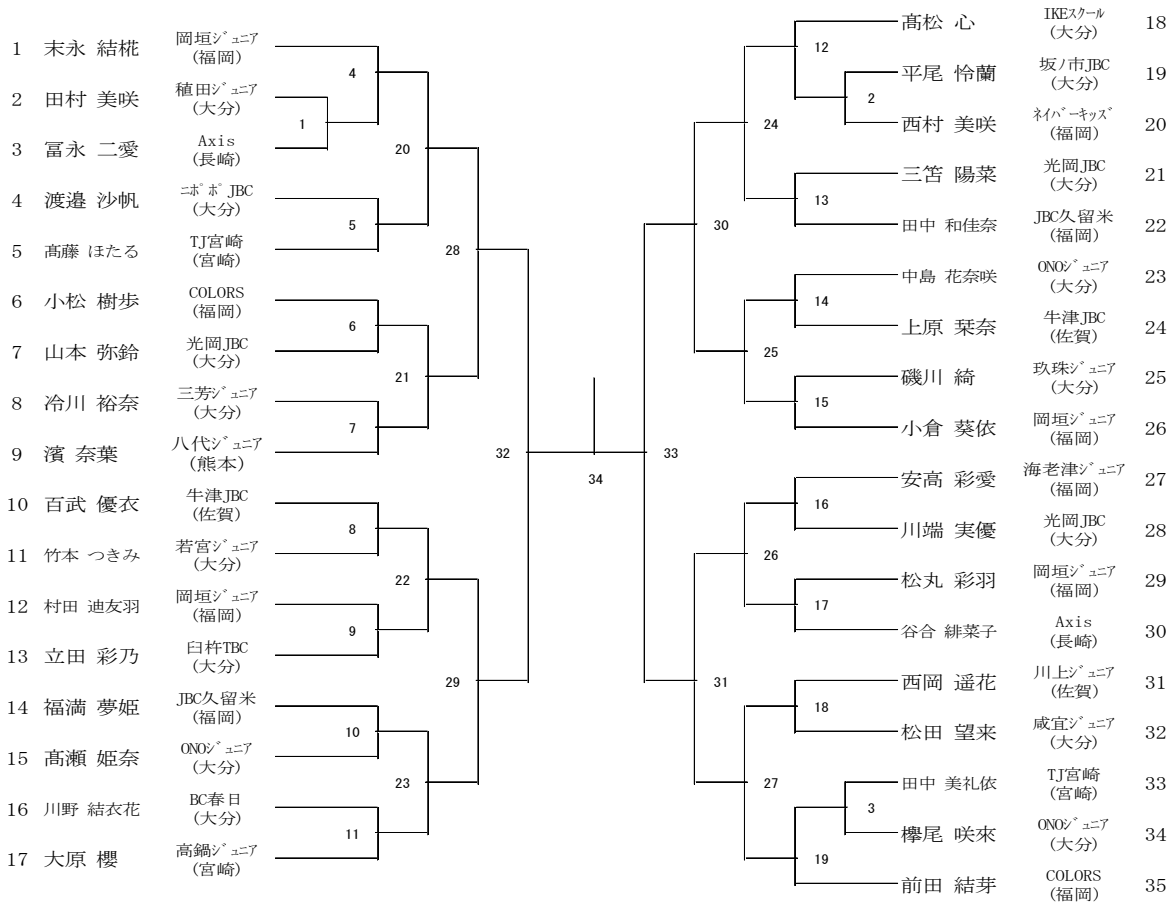 1 末永 結椛 岡垣ジュニア (福岡)
2 田村 美咲 稙田ジュニア (大分)
3 冨永 二愛 Axis (長崎)
4 渡邉 沙帆 ニポポJBC (大分)
5 髙藤 ほたる TJ宮崎 (宮崎)
6 小松 樹歩 COLORS (福岡)
7 山本 弥鈴 光岡JBC (大分)
8 冷川 裕奈 三芳ジュニア (大分)
9 濱 奈葉 八代ジュニア (熊本)
10 百武 優衣 牛津JBC (佐賀)
11 竹本 つきみ 若宮ジュニア (大分)
12 村田 迪友羽 岡垣ジュニア (福岡)
13 立田 彩乃 臼杵TBC (大分)
14 福満 夢姫 JBC久留米 (福岡)
15 髙瀬 姫奈 ONOジュニア (大分)
16 川野 結衣花 BC春日 (大分)
17 大原 櫻 高鍋ジュニア (宮崎)
1
4
5
6
7
8
9
10
11
20
21
22
23
28
29
32
34
33
30
31
24
25
26
27
12
2
13
14
15
16
17
18
3
19
髙松 心 IKEスクール (大分) 18
平尾 怜蘭 坂ノ市JBC (大分) 19
西村 美咲 ネイバーキッズ (福岡) 20
三笘 陽菜 光岡JBC (大分) 21
田中 和佳奈 JBC久留米 (福岡) 22
中島 花奈咲 ONOジュニア (大分) 23
上原 栞奈 牛津JBC (佐賀) 24
磯川 綺 玖珠ジュニア (大分) 25
小倉 葵依 岡垣ジュニア (福岡) 26
安高 彩愛 海老津ジュニア (福岡) 27
川端 実優 光岡JBC (大分) 28
松丸 彩羽 岡垣ジュニア (福岡) 29
谷合 緋菜子 Axis (長崎) 30
西岡 遥花 川上ジュニア (佐賀) 31
松田 望来 咸宜ジュニア (大分) 32
田中 美礼依 TJ宮崎 (宮崎) 33
欅尾 咲來 ONOジュニア (大分) 34
前田 結芽 COLORS (福岡) 35